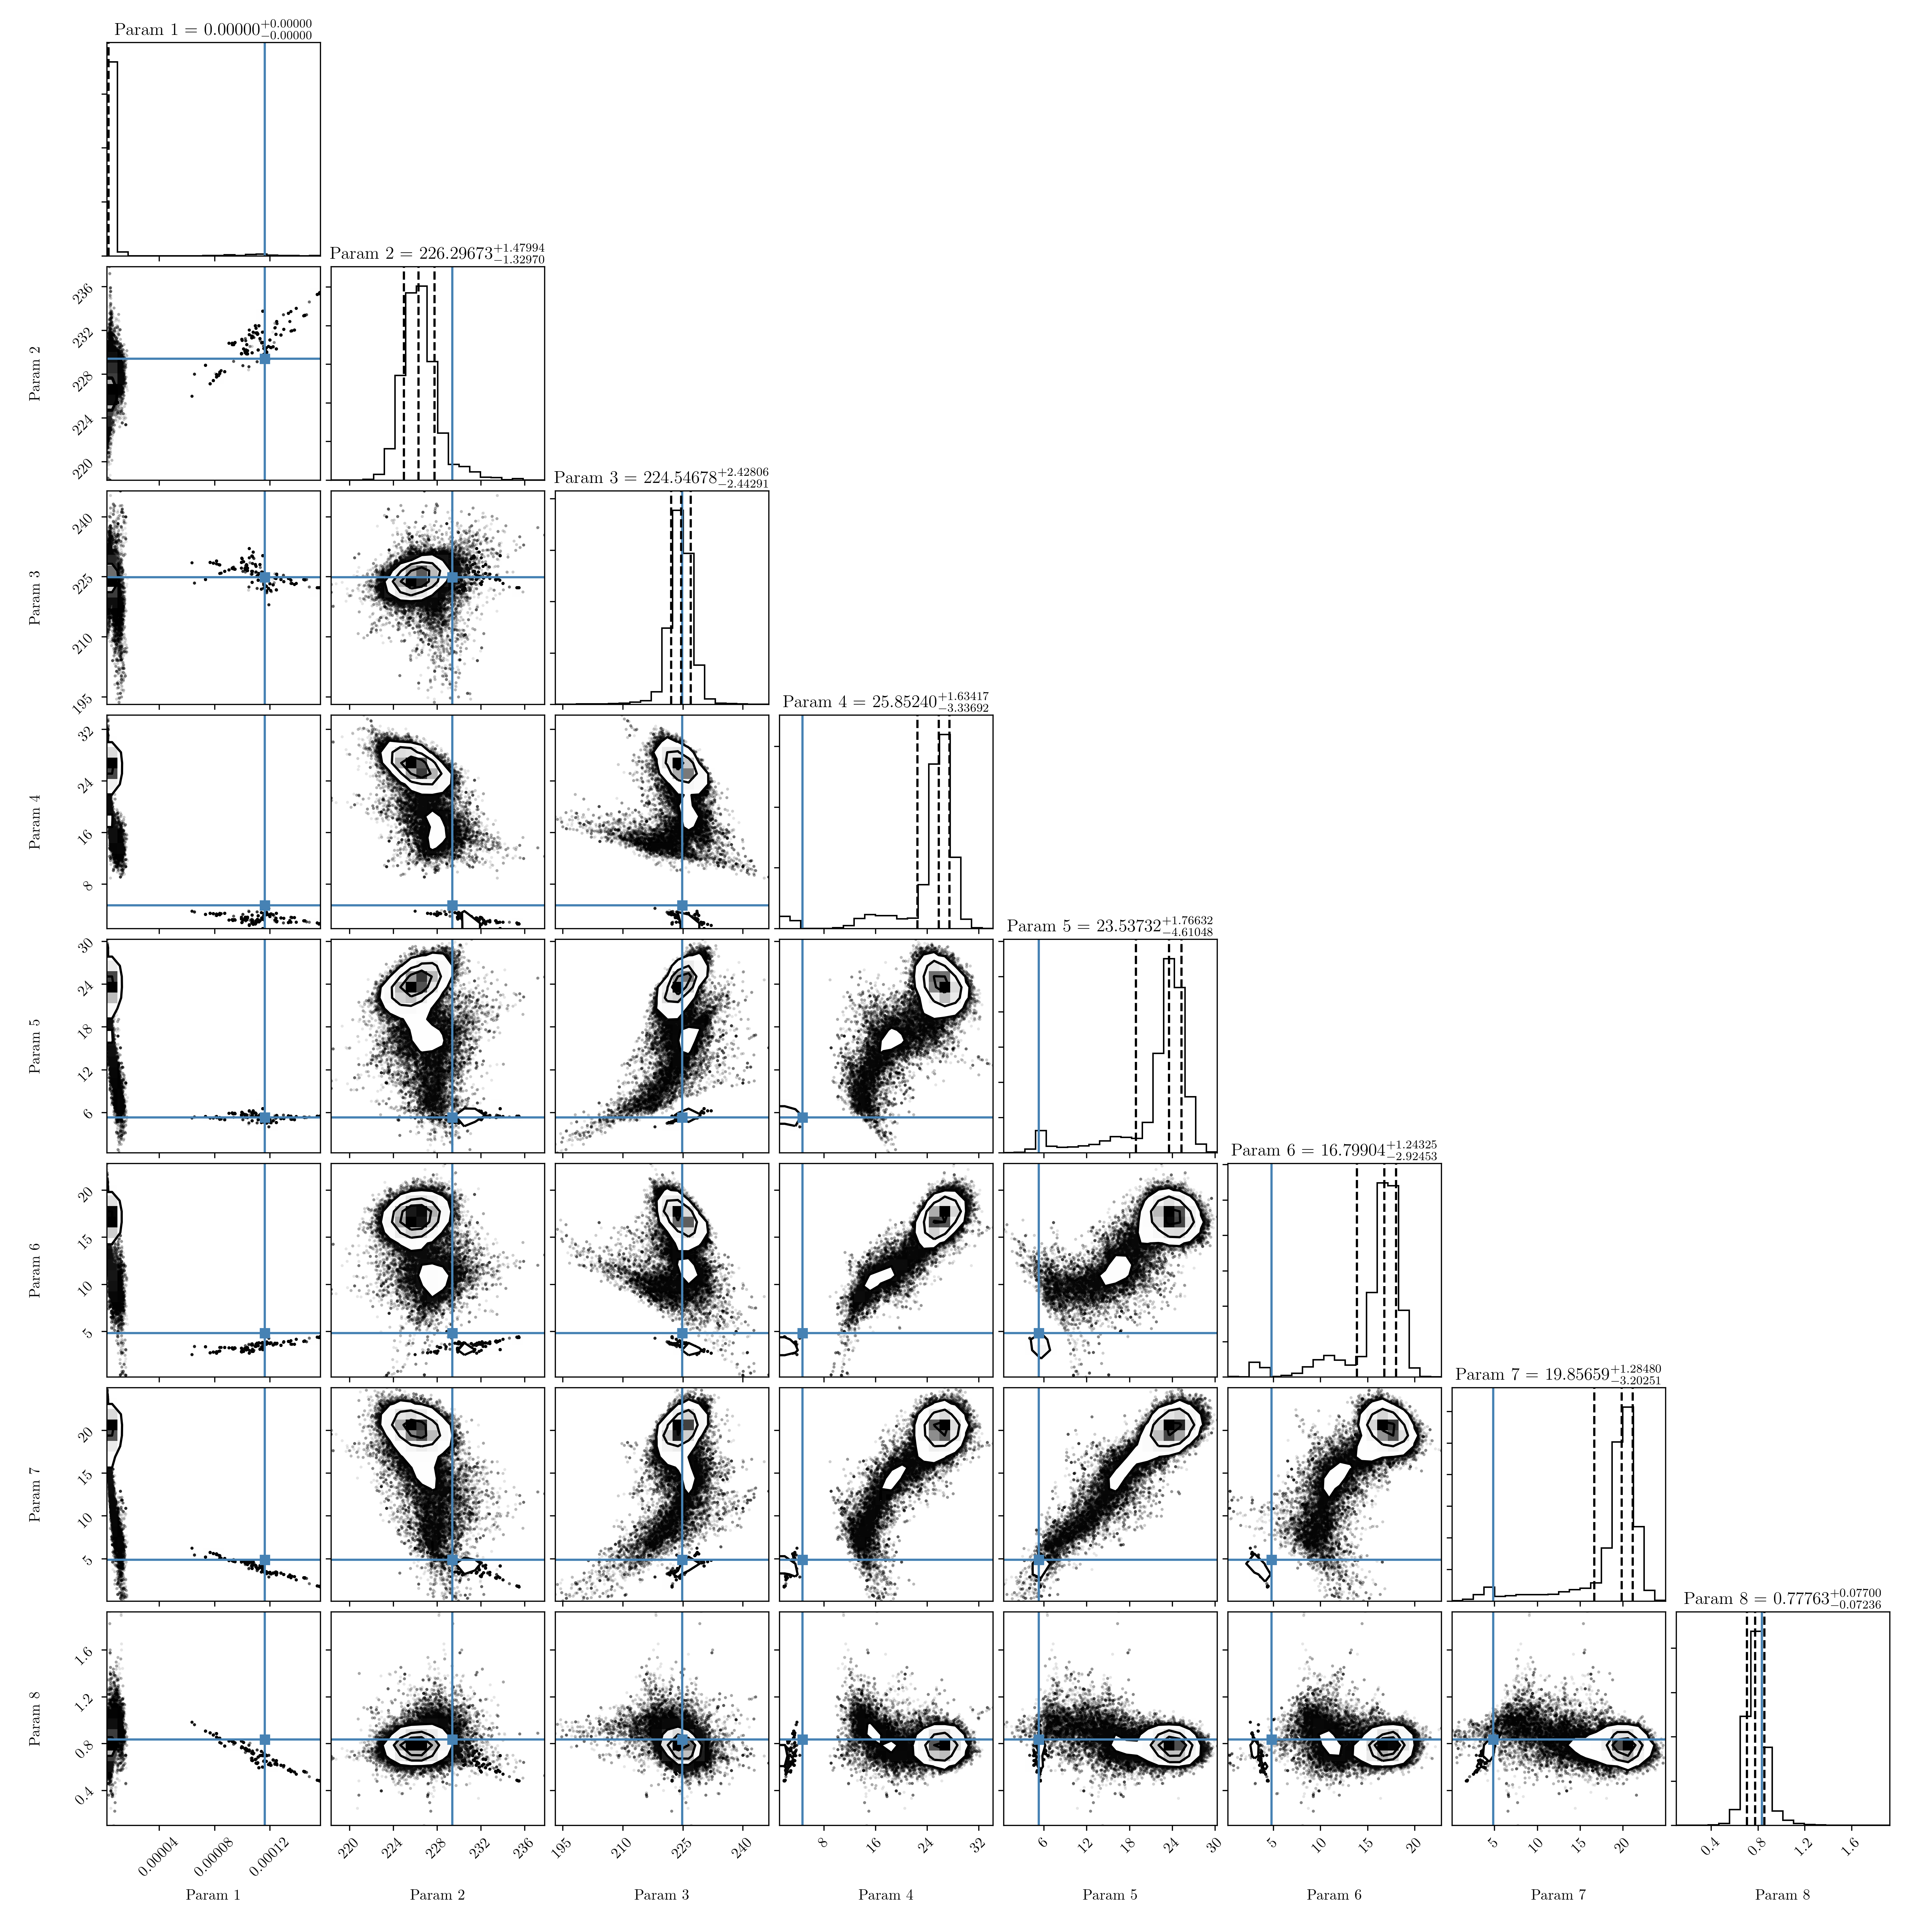 Param 1 = 0.00000+0.00000−0.00000
Param 2 = 226.29673+1.47994−1.32970
236
232
228
224
220
Param 2
Param 3 = 224.54678+2.42806−2.44291
240
225
210
195
Param 3
Param 4 = 25.85240+1.63417−3.33692
32
24
16
8
Param 4
Param 5 = 23.53732+1.76632−4.61048
30
24
18
12
6
Param 5
Param 6 = 16.79904+1.24325−2.92453
20
15
10
5
Param 6
Param 7 = 19.85659+1.28480−3.20251
20
15
10
5
Param 7
Param 8 = 0.77763+0.07700−0.07236
1.6
1.2
0.8
0.4
Param 8
0.00004 0.00008 0.00012 220 224 228 232 236 195 210 225 240 8 16 24 32 6 12 18 24 30 5 10 15 20 5 10 15 20 0.4 0.8 1.2 1.6
Param 1 Param 2 Param 3 Param 4 Param 5 Param 6 Param 7 Param 8